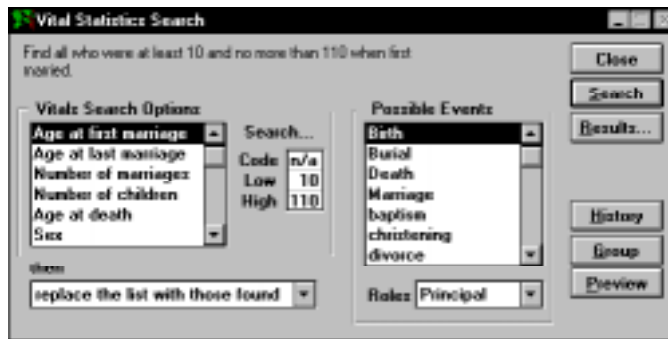 Vital Statistics Search
Find all who were at least 10 and no more than 110 when first
married.
Close
Search
Results...
Vitals Search Options
Age at first marriage
Age at last marriage
Number of marriages
Number of children
Age at death
Sex
Search...
Code n/a
Low 10
High 110
Possible Events
Birth
Burial
Death
Marriage
baptism
christening
divorce
History
Group
Preview
then
replace the list with those found
Roles Principal